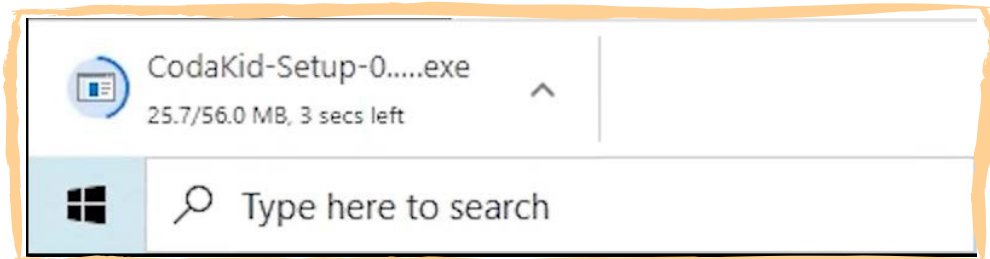 CodaKid-Setup-0.....exe
25.7/56.0 MB, 3 secs left
Type here to search